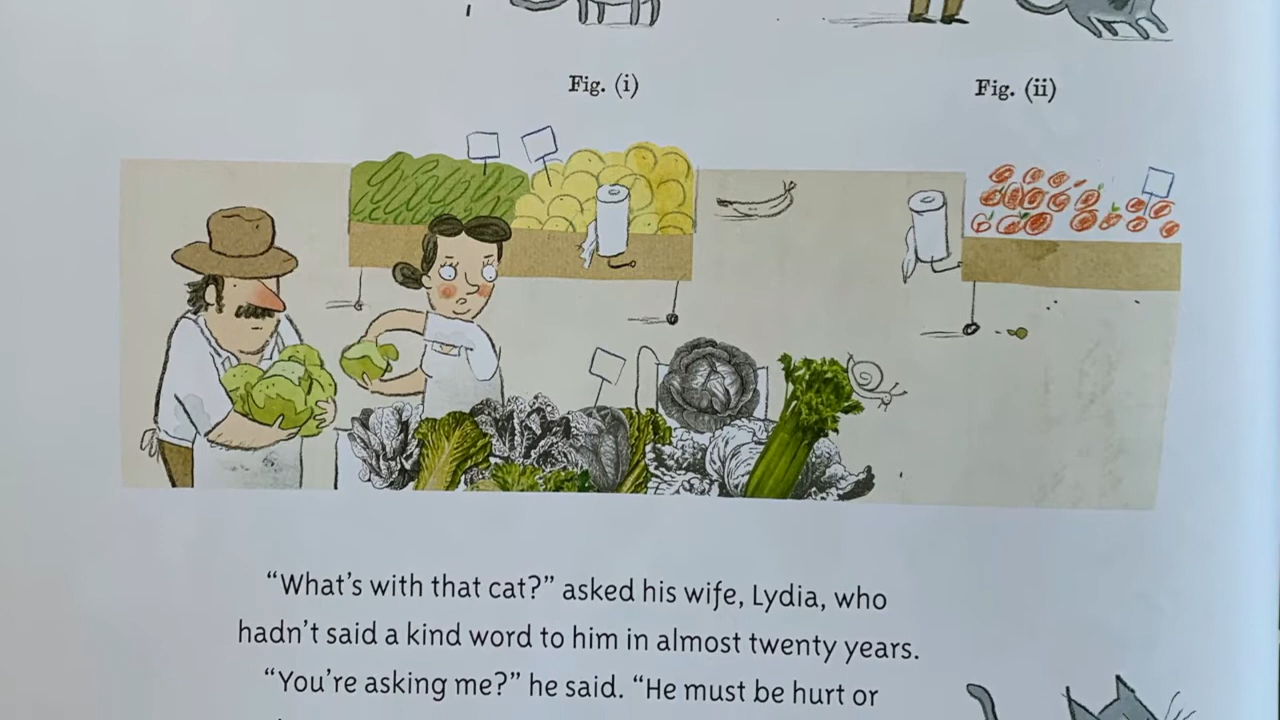 Fig. (i)
Fig. (ii)
“What’s with that cat?” asked his wife, Lydia, who
hadn’t said a kind word to him in almost twenty years.
“You’re asking me?” he said. “He must be hurt or